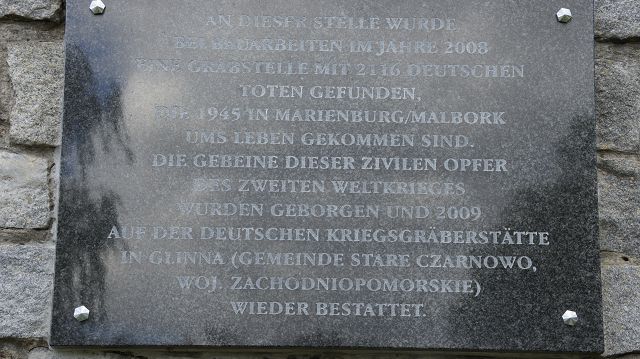 AN DIESER STELLE WURDE
BEI BAUARBEITEN IM JAHRE 2008
EINE GRABSTELLE MIT 2116 DEUTSCHEN
TOTEN GEFUNDEN,
DIE 1945 IN MARIENBURG/MALBORK
UMS LEBEN GEKOMMEN SIND.
DIE GEBEINE DIESER ZIVILEN OPFER
DES ZWEITEN WELTKRIEGES
WURDEN GEBORGEN UND 2009
AUF DER DEUTSCHEN KRIEGSGRÄBERSTÄTTE
IN GLINNA (GEMEINDE STARE CZARNOWO,
WOJ. ZACHODNIOPOMORSKIE)
WIEDER BESTATTET.